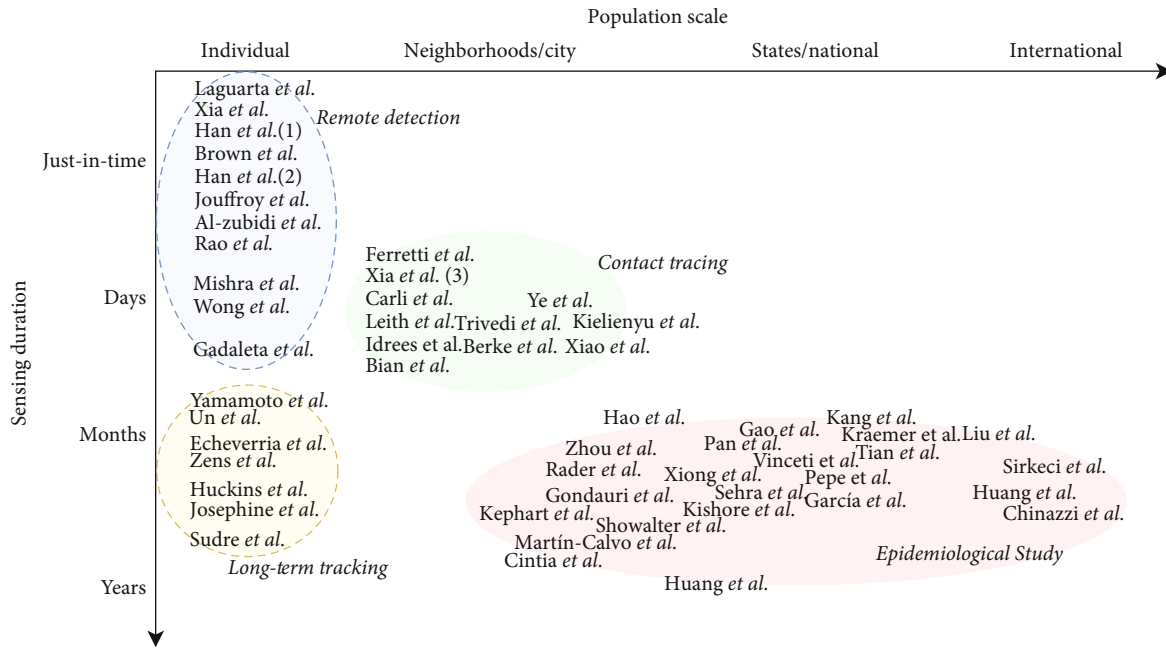 Population scale
Individual
Neighborhoods/city
States/national
International
Sensing duration
Just-in-time
Days
Months
Years
Laguarta et al.
Xia et al.
Remote detection
Han et al.(1)
Brown et al.
Han et al.(2)
Jouffroy et al.
Al-zubidi et al.
Rao et al.
Mishra et al.
Wong et al.
Gadaleta et al.
Ferretti et al.
Contact tracing
Xia et al. (3)
Carli et al.
Ye et al.
Leith et al.
Trivedi et al.
Kielienyu et al.
Idrees et al.
Berke et al.
Xiao et al.
Bian et al.
Yamamoto et al.
Un et al.
Echeverria et al.
Zens et al.
Huckins et al.
Josephine et al.
Sudre et al.
Long-term tracking
Hao et al.
Kang et al.
Gao et al.
Kraemer et al.
Liu et al.
Zhou et al.
Pan et al.
Tian et al.
Vinceti et al.
Rader et al.
Xiong et al.
Pepe et al.
Sirkeci et al.
Gondauri et al.
Sehra et al.
García et al.
Huang et al.
Kephart et al.
Kishore et al.
Chinazzi et al.
Showalter et al.
Martín-Calvo et al.
Cintia et al.
Epidemiological Study
Huang et al.